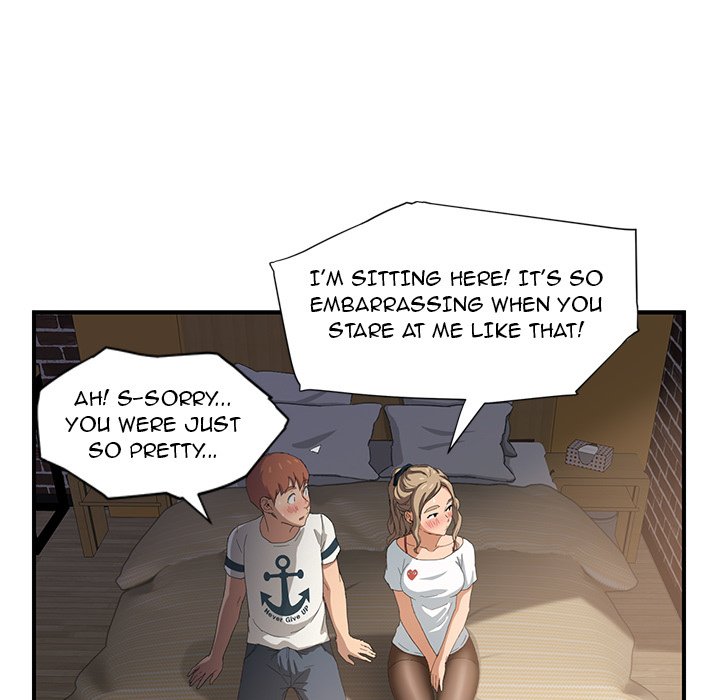 I'M SITTING HERE! IT'S SO
EMBARRASSING WHEN YOU
STARE AT ME LIKE THAT!
AH! S-SORRY...
YOU WERE JUST
SO PRETTY...
Never Give UP